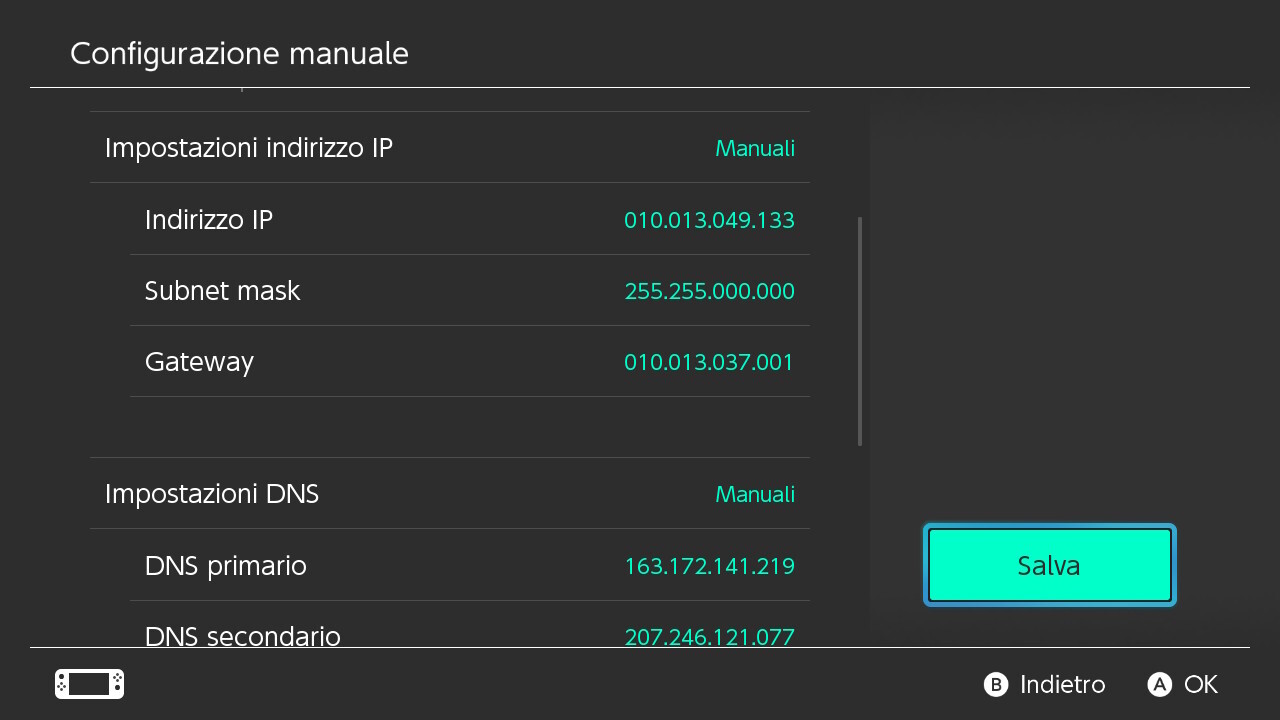 Configurazione manuale
Impostazioni indirizzo IP Manuali
Indirizzo IP 010.013.049.133
Subnet mask 255.255.000.000
Gateway 010.013.037.001
Impostazioni DNS Manuali
DNS primario 163.172.141.219
Salva
DNS secondario 207.246.121.077
B Indietro A OK